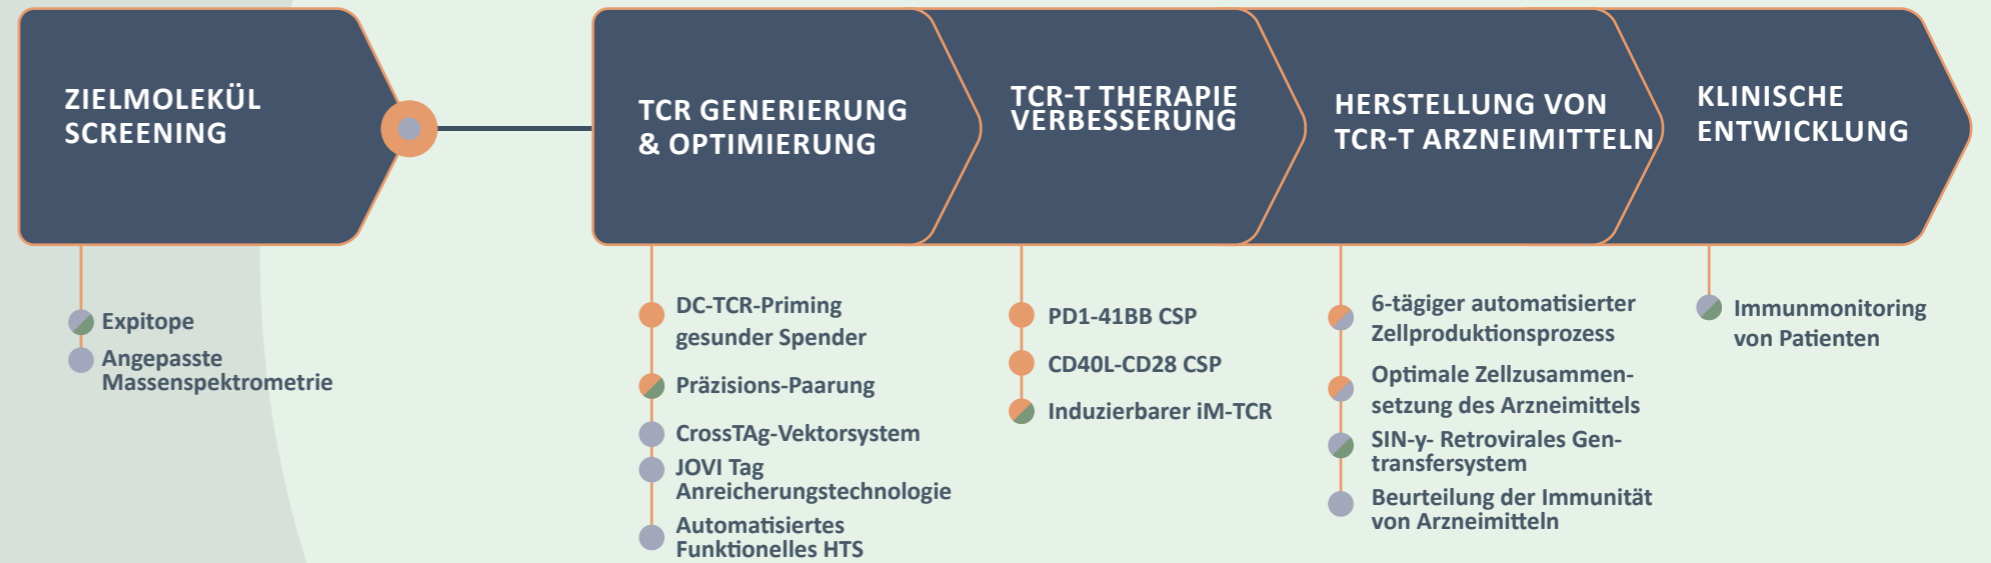 ZIELMOLEKÜL
SCREENING
TCR GENERIERUNG
& OPTIMIERUNG
TCR-T THERAPIE
VERBESSERUNG
HERSTELLUNG VON
TCR-T ARZNEIMITTELN
KLINISCHE
ENTWICKLUNG
Expitope
Angepasste
Massenspektrometrie
DC-TCR-Priming
gesunder Spender
Präzisions-Paarung
CrossTAg-Vektorsystem
JOVI Tag
Anreicherungstechnologie
Automatisiertes
Funktionelles HTS
PD1-41BB CSP
CD40L-CD28 CSP
Induzierbarer iM-TCR
6-tägiger automatisierter
Zellproduktionsprozess
Optimale Zellzusammen-
setzung des Arzneimittels
SIN-y- Retrovirales Gen-
transfersystem
Beurteilung der Immunität
von Arzneimitteln
Immunmonitoring
von Patienten